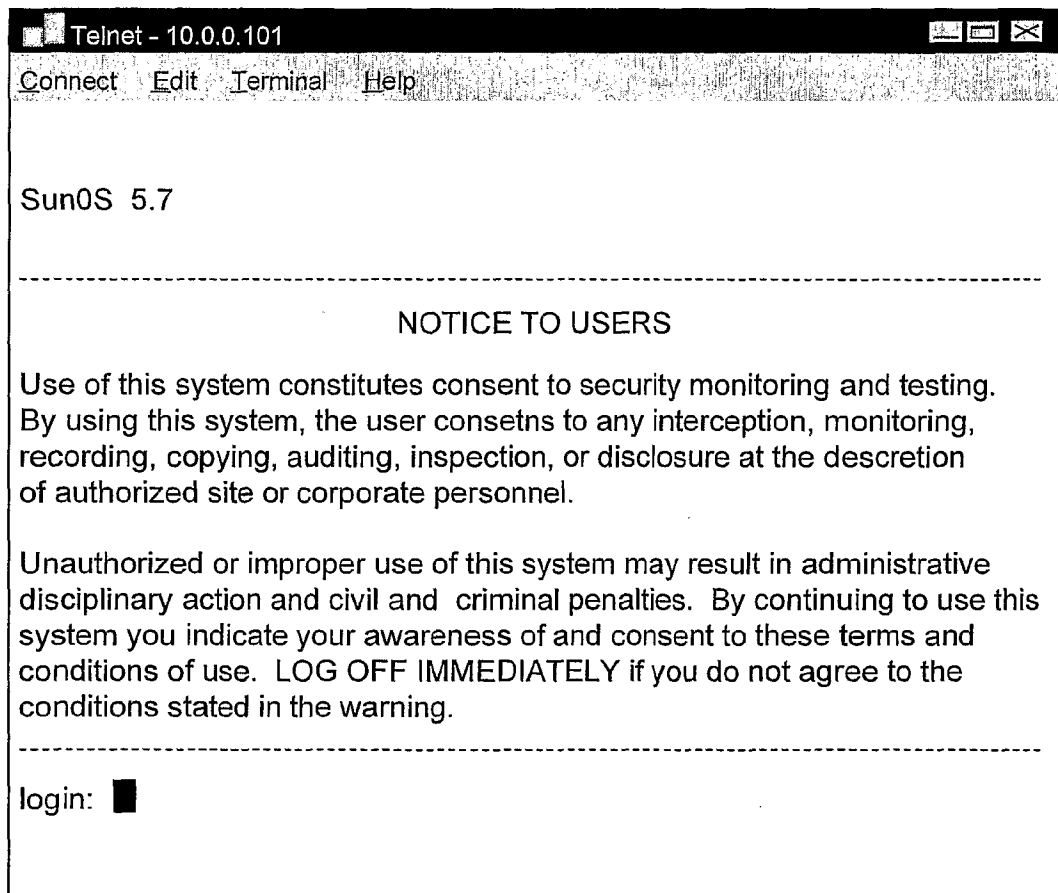 Telnet - 10.0.0.101
Connect Edit Terminal Help
Sun0S 5.7
NOTICE TO USERS
Use of this system constitutes consent to security monitoring and testing.
By using this system, the user consetns to any interception, monitoring,
recording, copying, auditing, inspection, or disclosure at the descretion
of authorized site or corporate personnel.
Unauthorized or improper use of this system may result in administrative
disciplinary action and civil and criminal penalties. By continuing to use this
system you indicate your awareness of and consent to these terms and
conditions of use. LOG OFF IMMEDIATELY if you do not agree to the
conditions stated in the warning.
login: